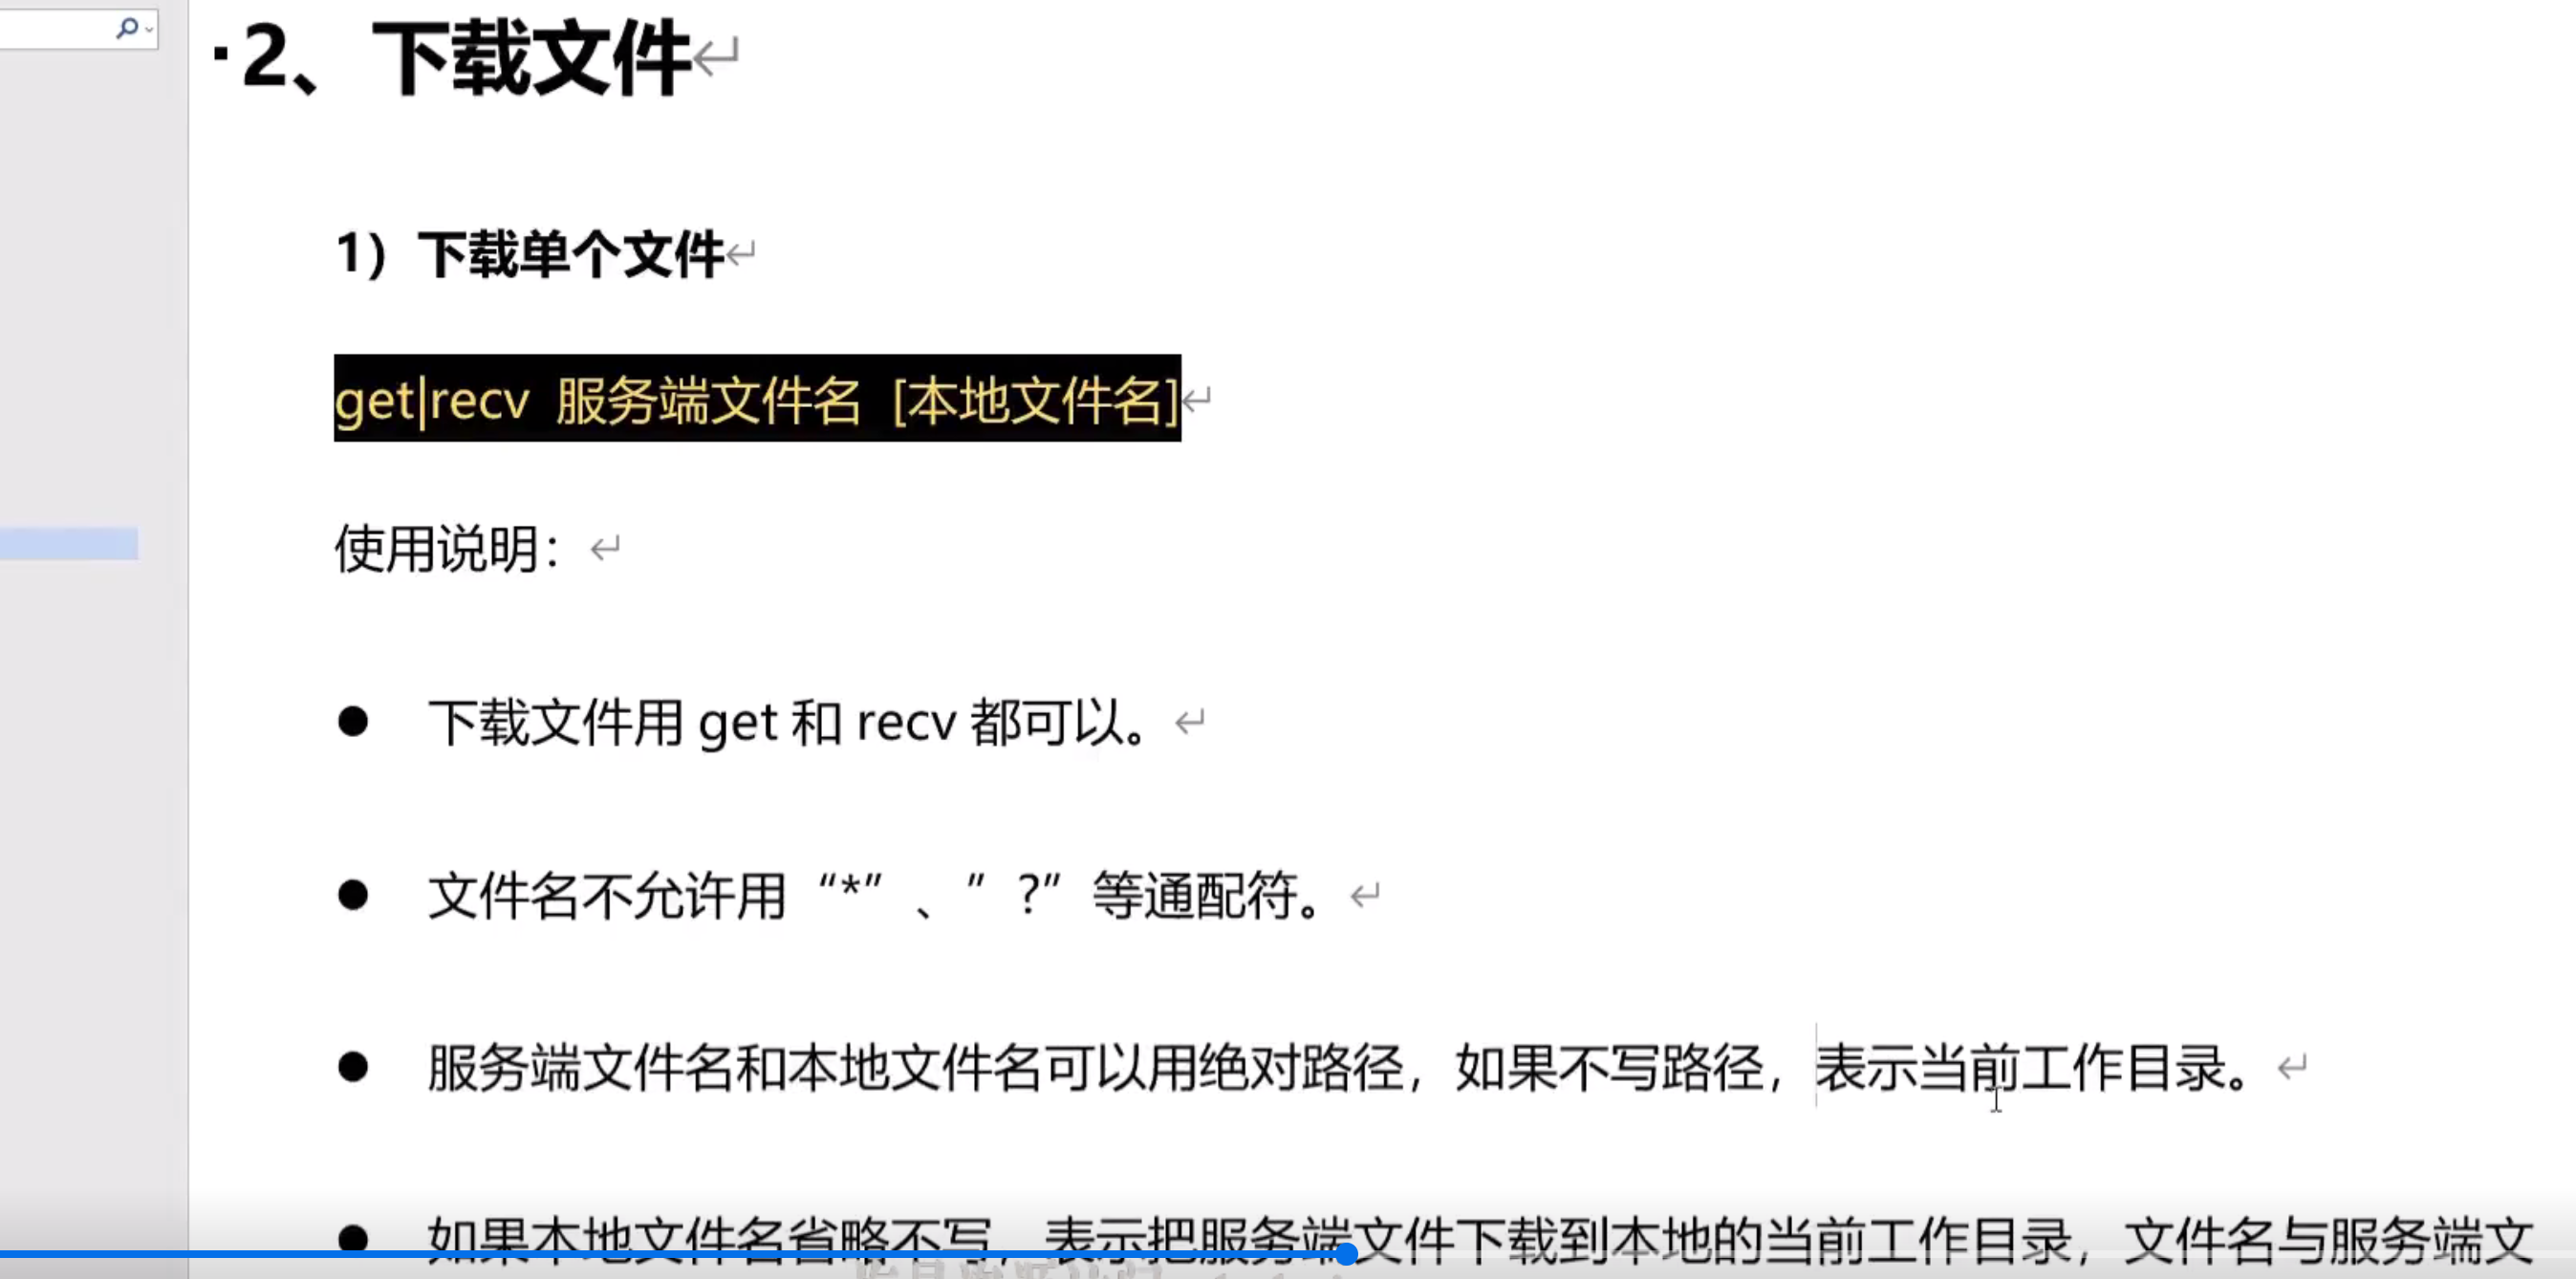 2、下载文件
1）下载单个文件
get|recv 服务端文件名 [本地文件名]
使用说明：
● 下载文件用 get 和 recv 都可以。
● 文件名不允许用“*”、”?”等通配符。
● 服务端文件名和本地文件名可以用绝对路径，如果不写路径，表示当前工作目录。
● 如果本地文件名省略不写，表示把服务端文件下载到本地的当前工作目录，文件名与服务端文